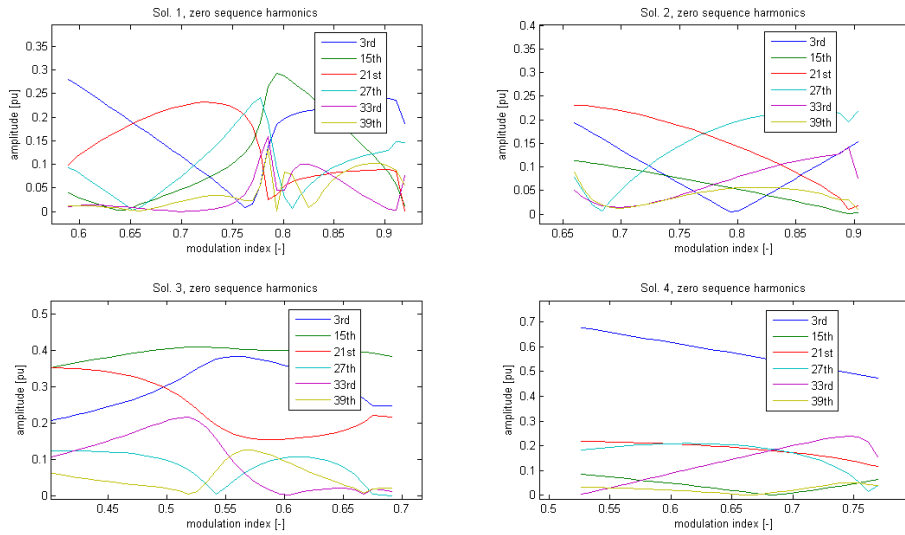 Sol. 1, zero sequence harmonics
amplitude [pu]
0.35
0.3
0.25
0.2
0.15
0.1
0.05
0
0.6
0.65
0.7
0.75
0.8
0.85
0.9
modulation index [-]
3rd
15th
21st
27th
33rd
39th
Sol. 2, zero sequence harmonics
amplitude [pu]
0.4
0.35
0.3
0.25
0.2
0.15
0.1
0.05
0
0.65
0.7
0.75
0.8
0.85
0.9
modulation index [-]
3rd
15th
21st
27th
33rd
39th
Sol. 3, zero sequence harmonics
amplitude [pu]
0.5
0.4
0.3
0.2
0.1
0
0.45
0.5
0.55
0.6
0.65
0.7
modulation index [-]
3rd
15th
21st
27th
33rd
39th
Sol. 4, zero sequence harmonics
amplitude [pu]
0.7
0.6
0.5
0.4
0.3
0.2
0.1
0
0.5
0.55
0.6
0.65
0.7
0.75
modulation index [-]
3rd
15th
21st
27th
33rd
39th